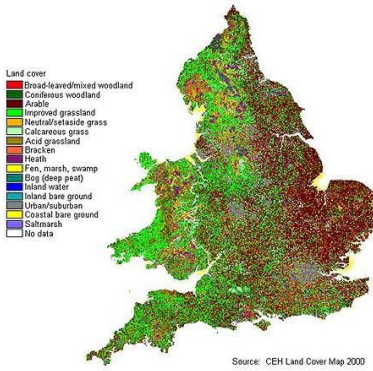 Land cover
Broad-leaved/mixed woodland
Coniferous woodland
Arable
Improved grassland
Neutral/setaside grass
Calcareous grass
Acid grassland
Bracken
Heath
Fen, marsh, swamp
Bog (deep peat)
Inland water
Inland bare ground
Urban/suburban
Coastal bare ground
Saltmarsh
No data
Source: CEH Land Cover Map 2000